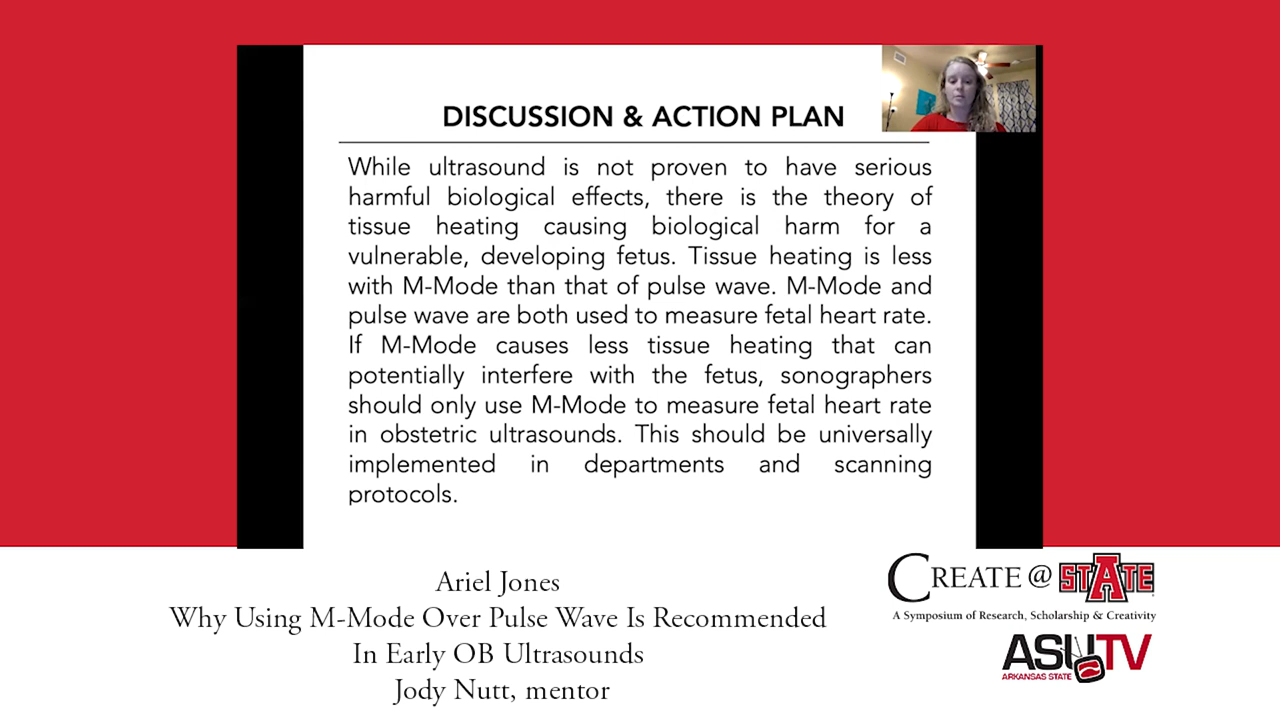 DISCUSSION & ACTION PLAN
While ultrasound is not proven to have serious
harmful biological effects, there is the theory of
tissue heating causing biological harm for a
vulnerable, developing fetus. Tissue heating is less
with M-Mode than that of pulse wave. M-Mode and
pulse wave are both used to measure fetal heart rate.
If M-Mode causes less tissue heating that can
potentially interfere with the fetus, sonographers
should only use M-Mode to measure fetal heart rate
in obstetric ultrasounds. This should be universally
implemented in departments and scanning
protocols.
Ariel Jones
Why Using M-Mode Over Pulse Wave Is Recommended
In Early OB Ultrasounds
Jody Nutt, mentor
CREATE @ STATE
A Symposium of Research, Scholarship & Creativity
ASU TV
ARKANSAS STATE